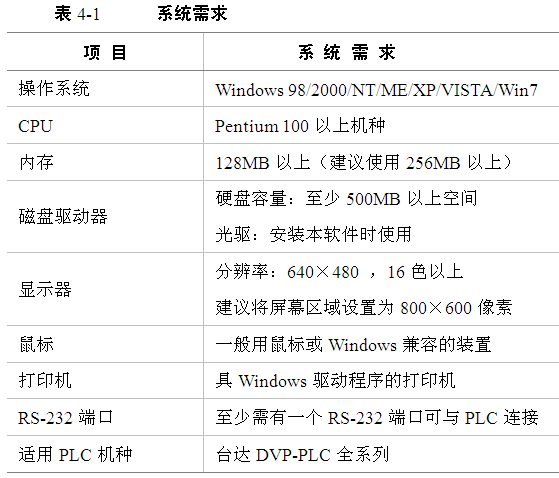 表 4-1 系统需求
项 目 系 统 需 求
操作系统 Windows 98/2000/NT/ME/XP/VISTA/Win7
CPU Pentium 100 以上机种
内存 128MB 以上（建议使用 256MB 以上）
磁盘驱动器 硬盘容量：至少 500MB 以上空间
光驱：安装本软件时使用
显示器 分辨率：640×480 ，16 色以上
建议将屏幕区域设置为 800×600 像素
鼠标 一般用鼠标或 Windows 兼容的装置
打印机 具 Windows 驱动程序的打印机
RS-232 端口 至少需有一个 RS-232 端口可与 PLC 连接
适用 PLC 机种 台达 DVP-PLC 全系列